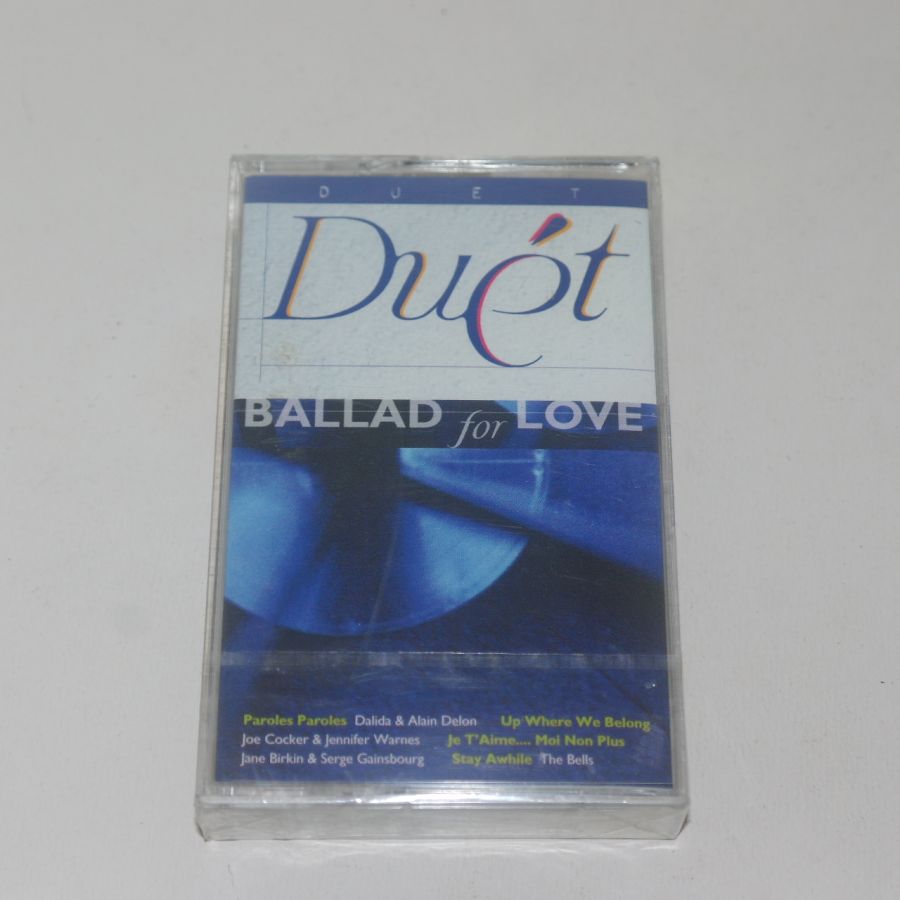 DUET
Duét
BALLAD for LOVE
Paroles Paroles Dalida & Alain Delon Up Where We Belong
Joe Cocker & Jennifer Warnes Je T'Aime.... Moi Non Plus
Jane Birkin & Serge Gainsbourg Stay Awhile The Bells